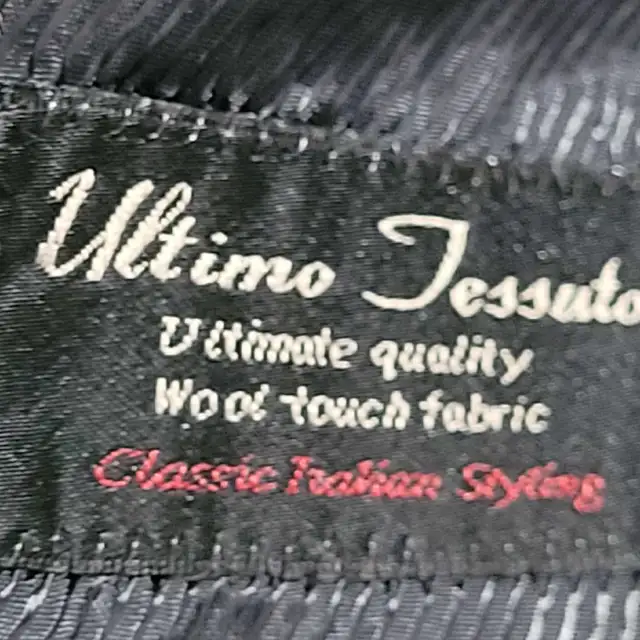 Ultimo Tessuto
Ultimate quality
Wool touch fabric
Classic Italian Styling